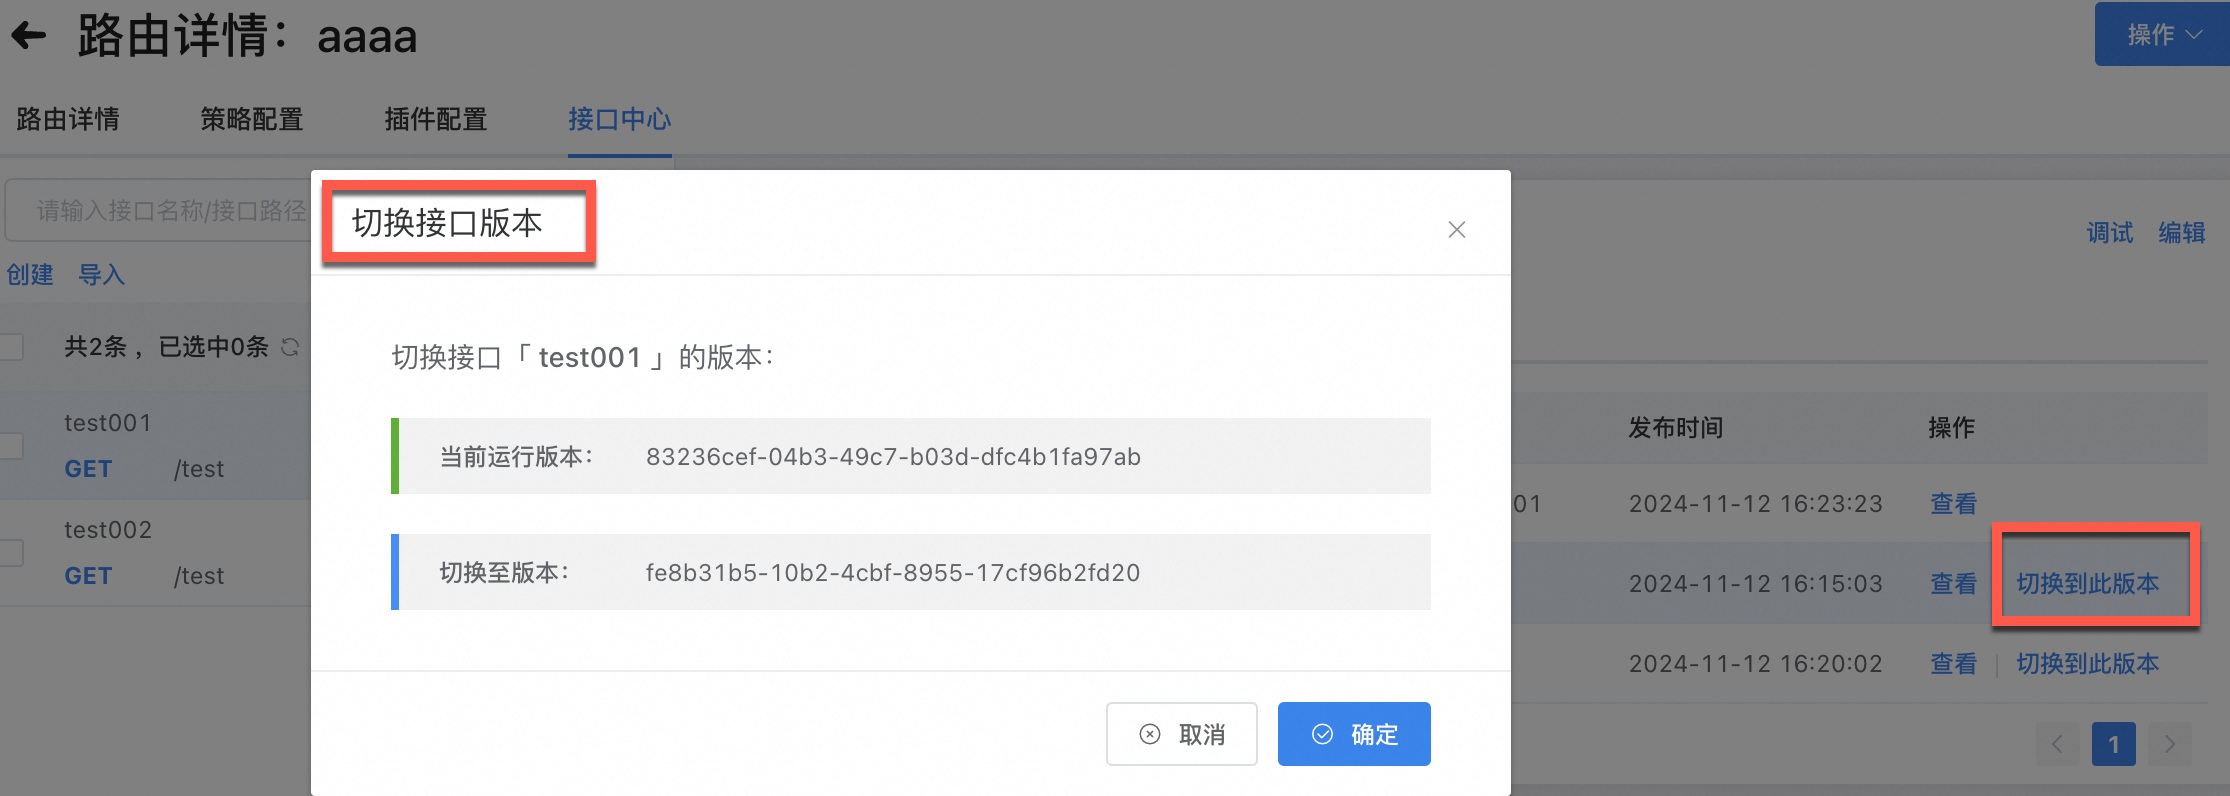 路由详情：aaaa
操作
路由详情 策略配置 插件配置 接口中心
请输入接口名称/接口路径
创建 导入
共2条，已选中0条
test001
GET /test
test002
GET /test
切换接口版本
切换接口「 test001 」的版本：
当前运行版本： 83236cef-04b3-49c7-b03d-dfc4b1fa97ab
切换至版本： fe8b31b5-10b2-4cbf-8955-17cf96b2fd20
取消 确定
调试 编辑
发布时间 操作
01 2024-11-12 16:23:23 查看
2024-11-12 16:15:03 查看 切换到此版本
2024-11-12 16:20:02 查看 切换到此版本
1